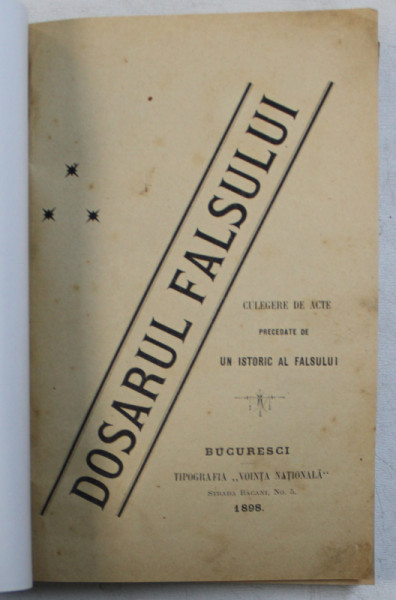 DOSARUL FALSULUI
CULEGERE DE ACTE
PRECEDATE DE
UN ISTORIC AL FALSULUI
BUCURESCI
TIPOGRAFIA „VOINȚA NAȚIONALĂ“
STRADA BACANI, No. 5.
1898.